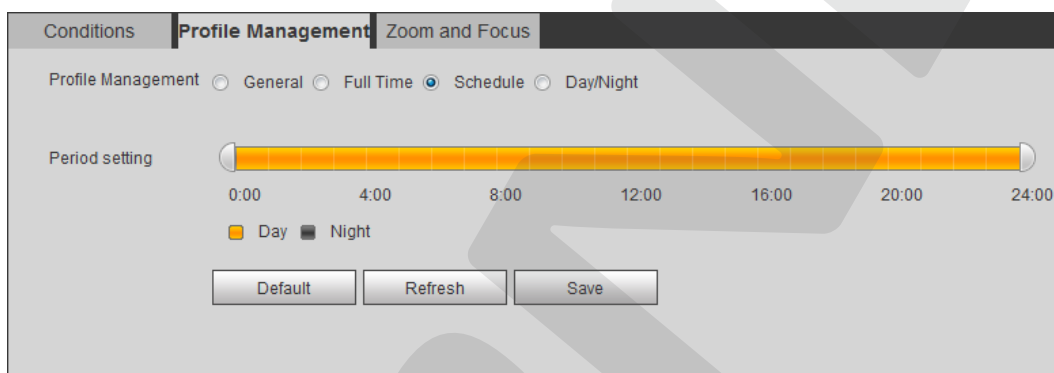 Conditions Profile Management Zoom and Focus
Profile Management General Full Time Schedule Day/Night
Period setting
0:00 4:00 8:00 12:00 16:00 20:00 24:00
Day Night
Default Refresh Save